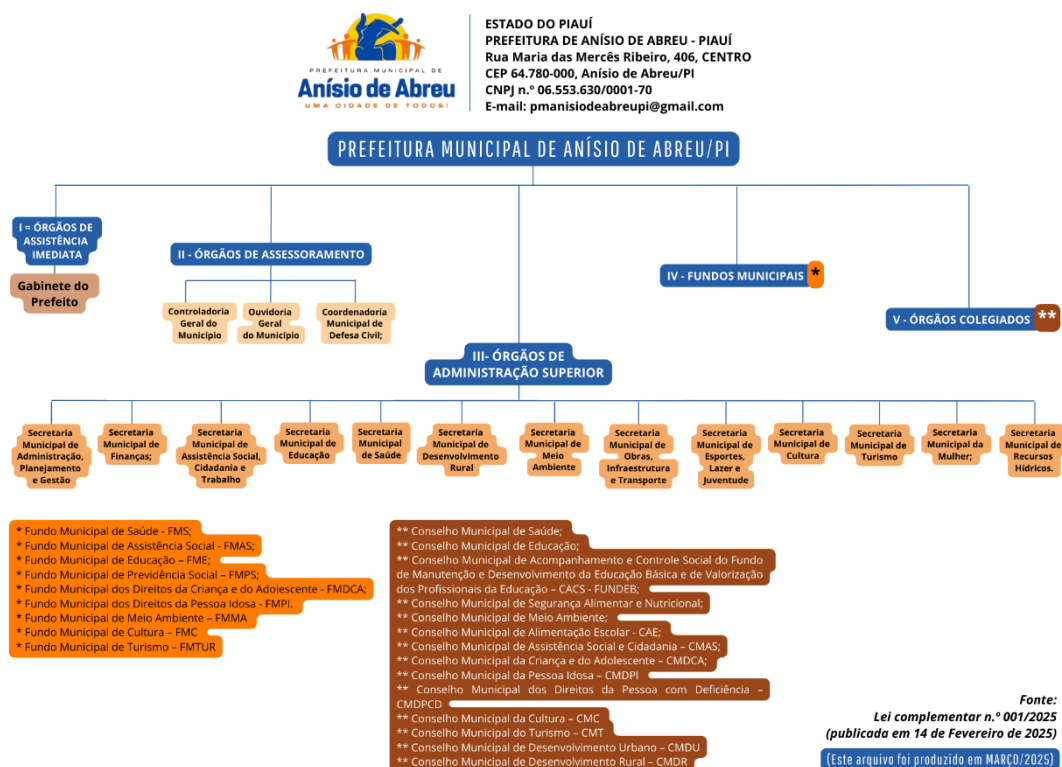 PREFEITURA MUNICIPAL DE
Anísio de Abreu
UMA CIDADE DE TODOS!
ESTADO DO PIAUÍ
PREFEITURA DE ANÍSIO DE ABREU - PIAUÍ
Rua Maria das Mercês Ribeiro, 406, CENTRO
CEP 64.780-000, Anísio de Abreu/PI
CNPJ n.º 06.553.630/0001-70
E-mail: pmanisiodeabreupi@gmail.com
PREFEITURA MUNICIPAL DE ANÍSIO DE ABREU/PI
I = ÓRGÃOS DE
ASSISTÊNCIA
IMEDIATA
Gabinete do
Prefeito
II - ÓRGÃOS DE ASSESSORAMENTO
Controladoria
Geral do
Município
Ouvidoria
Geral
do Município
Coordenadoria
Municipal de
Defesa Civil;
IV - FUNDOS MUNICIPAIS *
V - ÓRGÃOS COLEGIADOS **
III- ÓRGÃOS DE
ADMINISTRAÇÃO SUPERIOR
Secretaria
Municipal de
Administração,
Planejamento
e Gestão
Secretaria
Municipal de
Finanças;
Secretaria
Municipal de
Assistência Social,
Cidadania e
Trabalho
Secretaria
Municipal de
Educação
Secretaria
Municipal
de Saúde
Secretaria
Municipal de
Desenvolvimento
Rural
Secretaria
Municipal de
Meio
Ambiente
Secretaria
Municipal de
Obras,
Infraestrutura
e Transporte
Secretaria
Municipal de
Esportes,
Lazer e
Juventude
Secretaria
Municipal de
Cultura
Secretaria
Municipal de
Turismo
Secretaria
Municipal da
Mulher;
Secretaria
Municipal de
Recursos
Hídricos.
* Fundo Municipal de Saúde - FMS;
* Fundo Municipal de Assistência Social - FMAS;
* Fundo Municipal de Educação – FME;
* Fundo Municipal de Previdência Social – FMPS;
* Fundo Municipal dos Direitos da Criança e do Adolescente - FMDCA;
* Fundo Municipal dos Direitos da Pessoa Idosa - FMPI.
* Fundo Municipal de Meio Ambiente – FMMA
* Fundo Municipal de Cultura – FMC
* Fundo Municipal de Turismo – FMTUR
** Conselho Municipal de Saúde;
** Conselho Municipal de Educação;
** Conselho Municipal de Acompanhamento e Controle Social do Fundo
de Manutenção e Desenvolvimento da Educação Básica e de Valorização
dos Profissionais da Educação – CACS - FUNDEB;
** Conselho Municipal de Segurança Alimentar e Nutricional;
** Conselho Municipal de Meio Ambiente;
** Conselho Municipal de Alimentação Escolar - CAE;
** Conselho Municipal de Assistência Social e Cidadania – CMAS;
** Conselho Municipal da Criança e do Adolescente – CMDCA;
** Conselho Municipal da Pessoa Idosa – CMDPI
** Conselho Municipal dos Direitos da Pessoa com Deficiência –
CMDPCD
** Conselho Municipal da Cultura – CMC
** Conselho Municipal do Turismo – CMT
** Conselho Municipal de Desenvolvimento Urbano – CMDU
** Conselho Municipal de Desenvolvimento Rural – CMDR
Fonte:
Lei complementar n.º 001/2025
(publicada em 14 de Fevereiro de 2025)
(Este arquivo foi produzido em MARÇO/2025)